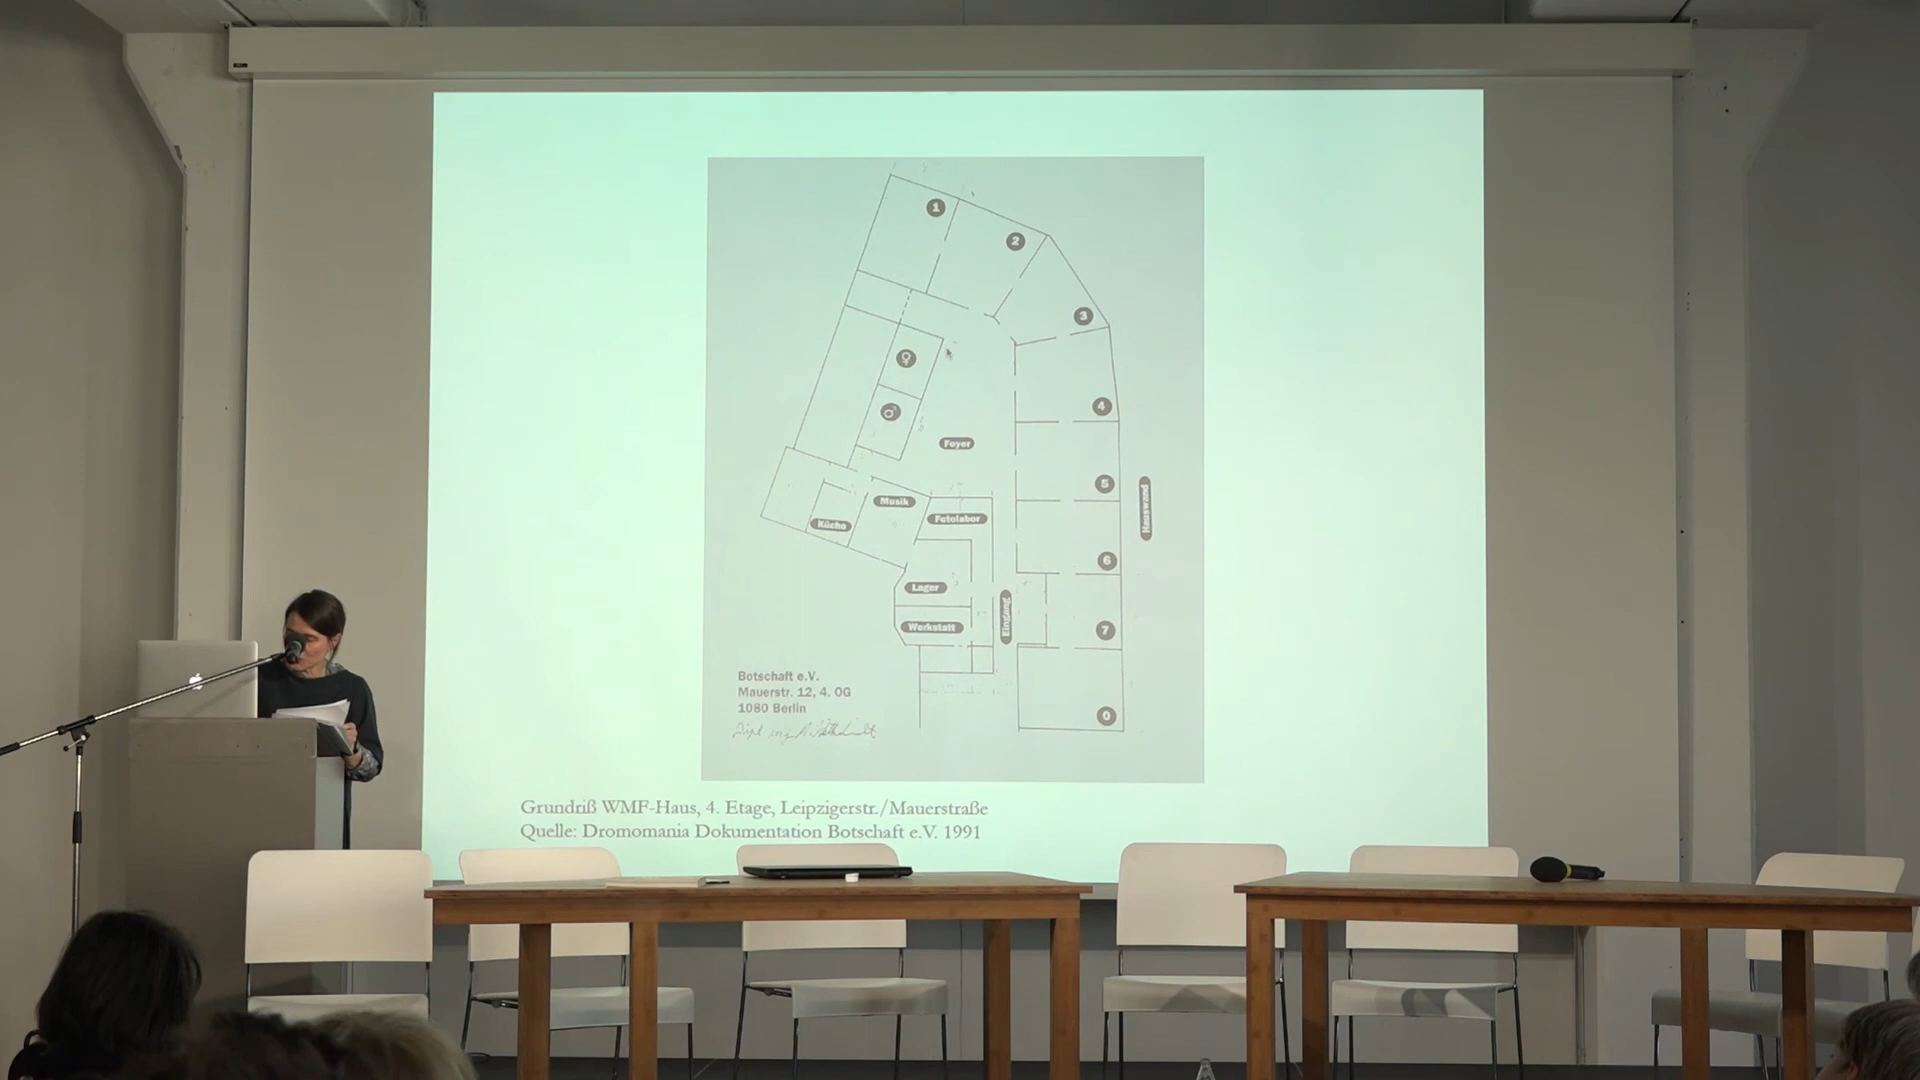 1
2
3
4
Foyer
5
Hauswand
Musik
Fotolabor
Küche
6
Lager
Eingang
Werkstatt
7
0
Botschaft e.V.
Mauerstr. 12, 4. OG
1080 Berlin
Grundriß WMF-Haus, 4. Etage, Leipzigerstr./Mauerstraße
Quelle: Dromomania Dokumentation Botschaft e.V. 1991